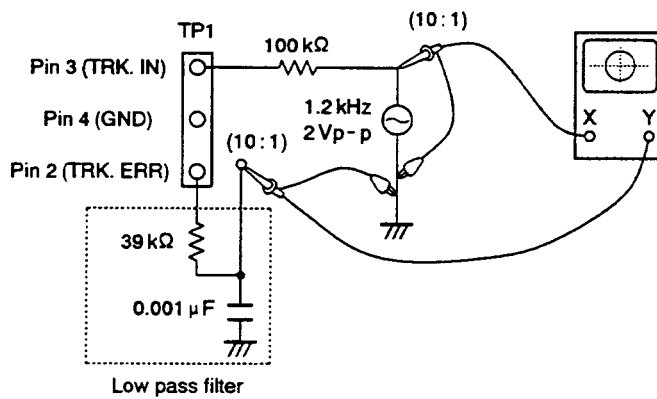 TP1
(10 : 1)
100 kΩ
Pin 3 (TRK. IN)
Pin 4 (GND)
1.2 kHz
2 Vp-p
X Y
(10 : 1)
Pin 2 (TRK. ERR)
39 kΩ
0.001 μF
Low pass filter